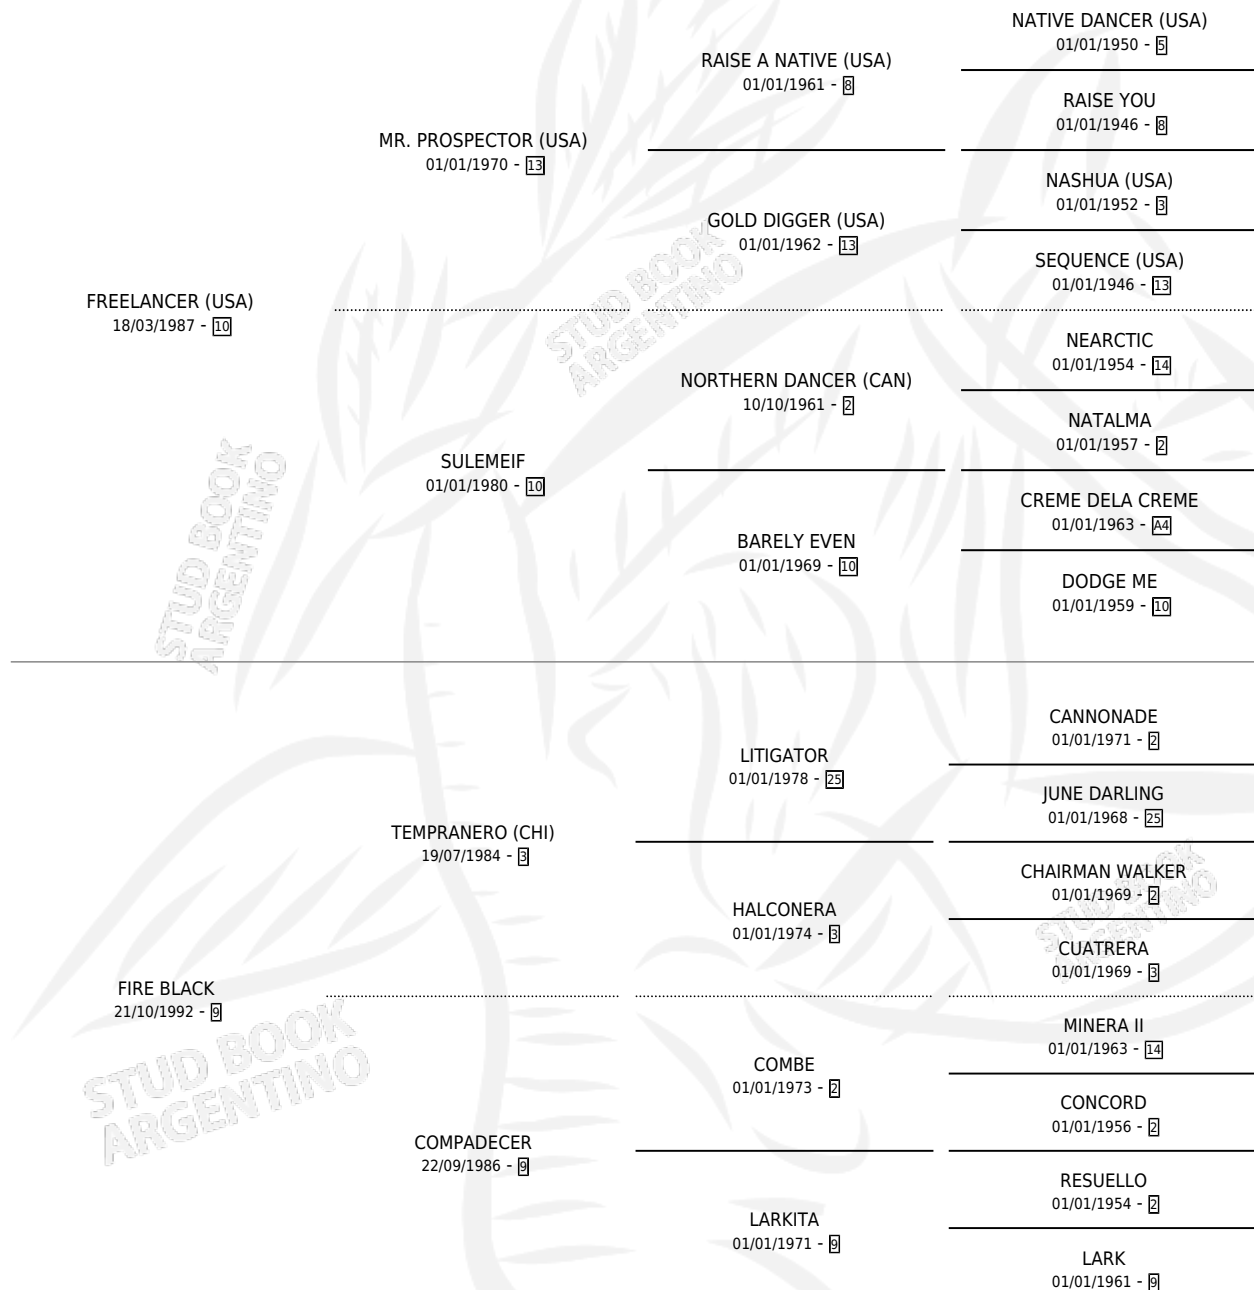 NATIVE DANCER (USA)
01/01/1950 - 5
RAISE A NATIVE (USA)
01/01/1961 - 8
RAISE YOU
01/01/1946 - 8
MR. PROSPECTOR (USA)
01/01/1970 - 13
NASHUA (USA)
01/01/1952 - 3
GOLD DIGGER (USA)
01/01/1962 - 13
SEQUENCE (USA)
01/01/1946 - 13
FREELANCER (USA)
18/03/1987 - 10
NEARCTIC
01/01/1954 - 14
NORTHERN DANCER (CAN)
10/10/1961 - 2
NATALMA
01/01/1957 - 2
SULEMEIF
01/01/1980 - 10
CREME DELA CREME
01/01/1963 - A4
BARELY EVEN
01/01/1969 - 10
DODGE ME
01/01/1959 - 10
CANNONADE
01/01/1971 - 2
LITIGATOR
01/01/1978 - 25
JUNE DARLING
01/01/1968 - 25
TEMPRANERO (CHI)
19/07/1984 - 3
CHAIRMAN WALKER
01/01/1969 - 2
HALCONERA
01/01/1974 - 3
CUATRERA
01/01/1969 - 3
FIRE BLACK
21/10/1992 - 9
MINERA II
01/01/1963 - 14
COMBE
01/01/1973 - 2
CONCORD
01/01/1956 - 2
COMPADECER
22/09/1986 - 9
RESUELLO
01/01/1954 - 2
LARKITA
01/01/1971 - 9
LARK
01/01/1961 - 9
STUD BOOK
ARGENTINO
STUD BOOK
ARGENTINO
STUD BOOK
ARGENTINO
STUD BOOK
ARGENTINO